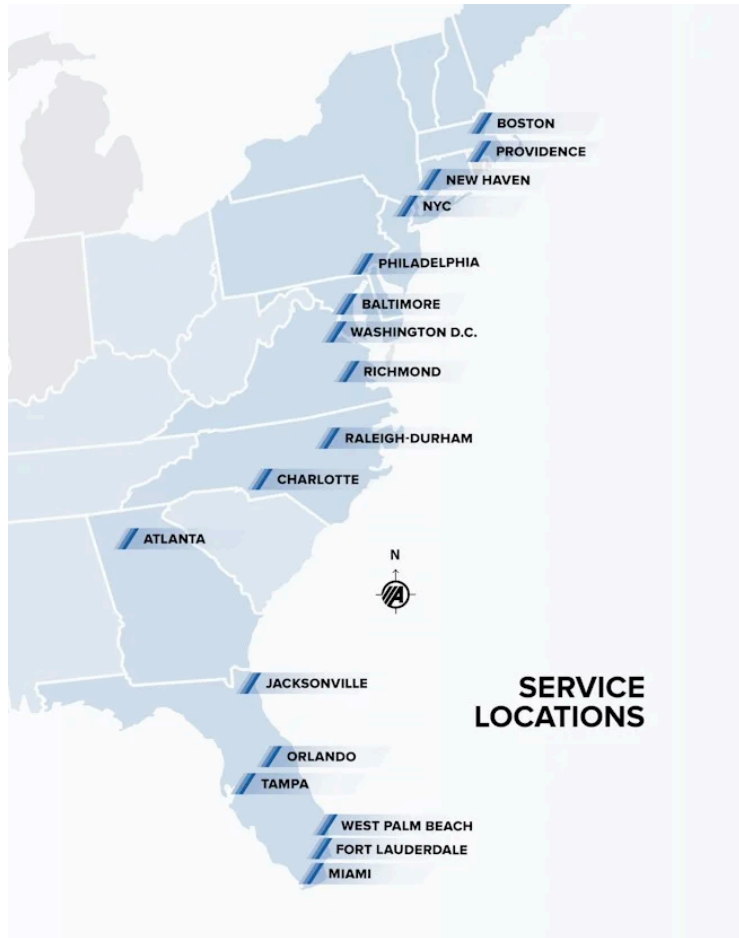 BOSTON
PROVIDENCE
NEW HAVEN
NYC
PHILADELPHIA
BALTIMORE
WASHINGTON D.C.
RICHMOND
RALEIGH-DURHAM
CHARLOTTE
ATLANTA
N
A
JACKSONVILLE
SERVICE
LOCATIONS
ORLANDO
TAMPA
WEST PALM BEACH
FORT LAUDERDALE
MIAMI